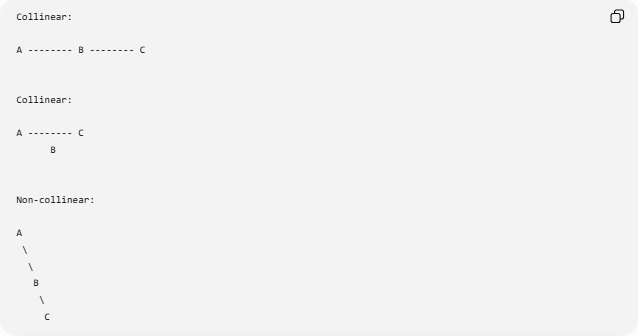 Collinear:
A -------- B -------- C
Collinear:
A -------- C
      B
Non-collinear:
A
 \
  \
   B
    \
     C